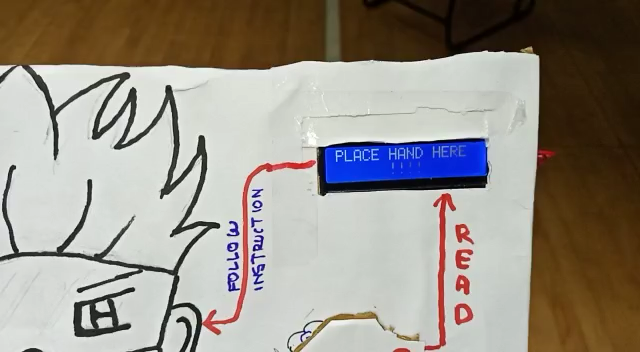 PLACE HAND HERE
!!!!
FOLLOW
INSTRUCTION
READ